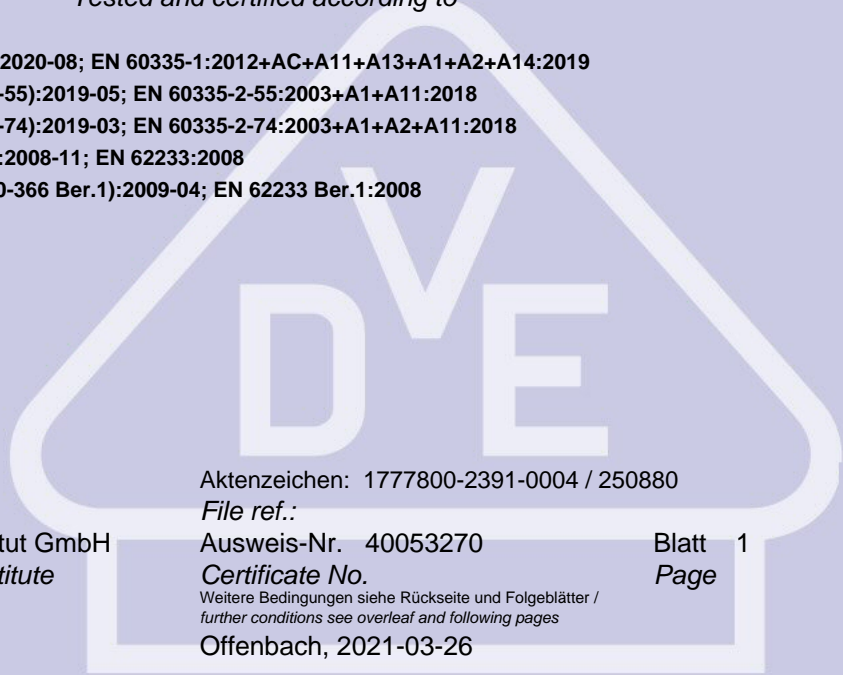 Tested and certified according to
2020-08; EN 60335-1:2012+AC+A11+A13+A1+A2+A14:2019
-55):2019-05; EN 60335-2-55:2003+A1+A11:2018
-74):2019-03; EN 60335-2-74:2003+A1+A2+A11:2018
:2008-11; EN 62233:2008
0-366 Ber.1):2009-04; EN 62233 Ber.1:2008
VDE
Aktenzeichen: 1777800-2391-0004 / 250880
File ref.:
tut GmbH Ausweis-Nr. 40053270 Blatt 1
titute Certificate No. Page
Weitere Bedingungen siehe Rückseite und Folgeblätter /
further conditions see overleaf and following pages
Offenbach, 2021-03-26